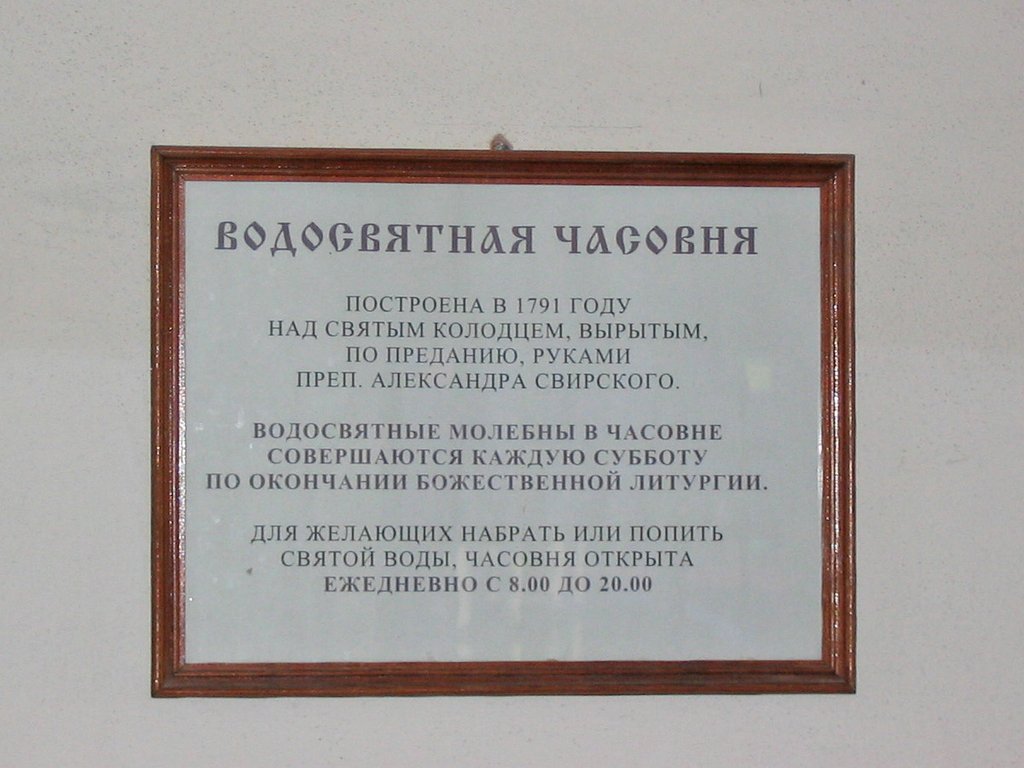 ВОДОСВЯТНАЯ ЧАСОВНЯ
ПОСТРОЕНА В 1791 ГОДУ
НАД СВЯТЫМ КОЛОДЦЕМ, ВЫРЫТЫМ,
ПО ПРЕДАНИЮ, РУКАМИ
ПРЕП. АЛЕКСАНДРА СВИРСКОГО.
ВОДОСВЯТНЫЕ МОЛЕБНЫ В ЧАСОВНЕ
СОВЕРШАЮТСЯ КАЖДУЮ СУББОТУ
ПО ОКОНЧАНИИ БОЖЕСТВЕННОЙ ЛИТУРГИИ.
ДЛЯ ЖЕЛАЮЩИХ НАБРАТЬ ИЛИ ПОПИТЬ
СВЯТОЙ ВОДЫ, ЧАСОВНЯ ОТКРЫТА
ЕЖЕДНЕВНО С 8.00 ДО 20.00